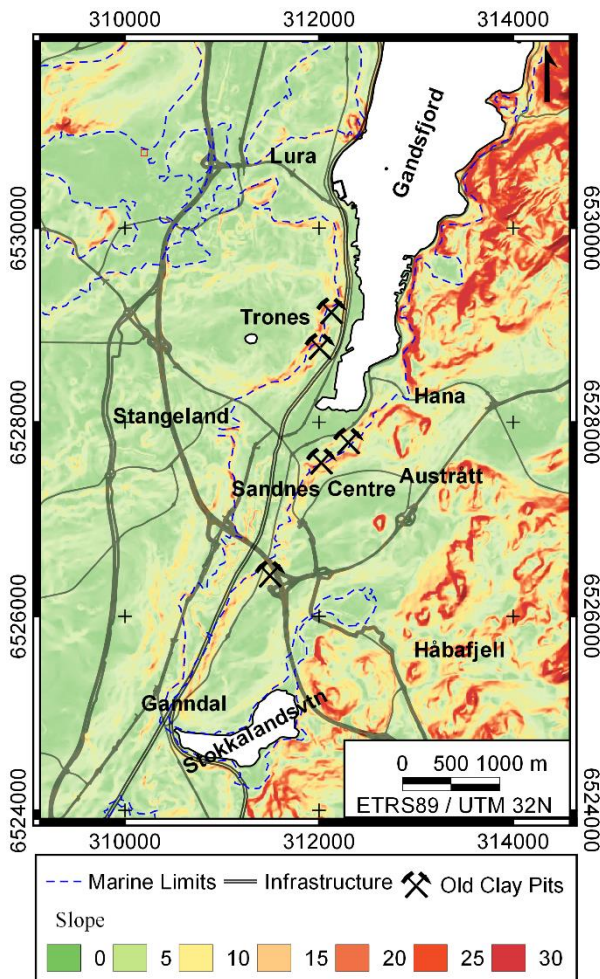 310000
312000
314000
6530000
6528000
6526000
6524000
Lura
Gandsfjord
6530000
Trones
Hana
Stangeland
6528000
Sandnes Centre
Austrått
6526000
Håbafjell
Ganndal
Stokkalandsvtn
0 500 1000 m
ETRS89 / UTM 32N
6524000
310000
312000
314000
Marine Limits
Infrastructure
Old Clay Pits
Slope
0 5 10 15 20 25 30